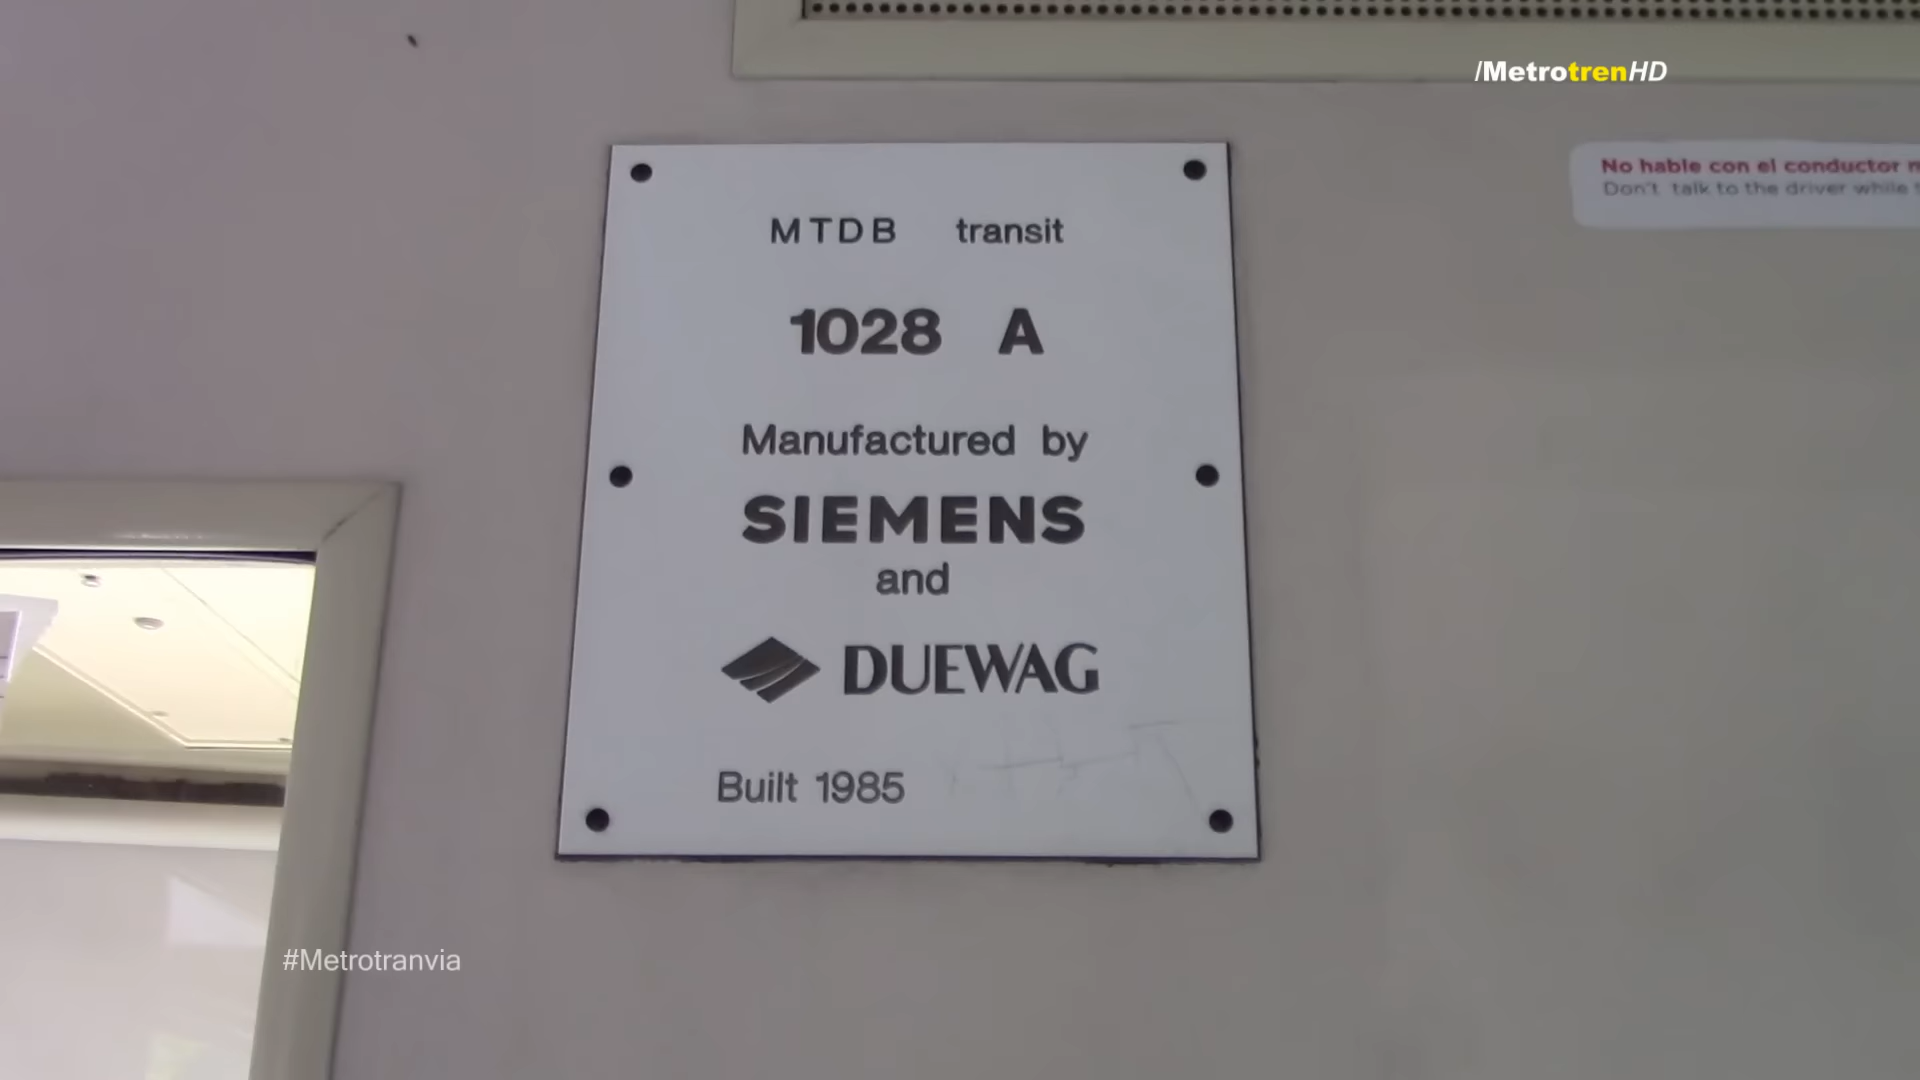 /MetrotrenHD
No hable con el conductor
Don't talk to the driver while
MTDB transit
1028 A
Manufactured by
SIEMENS
and
DUEWAG
Built 1985
#Metrotranvia